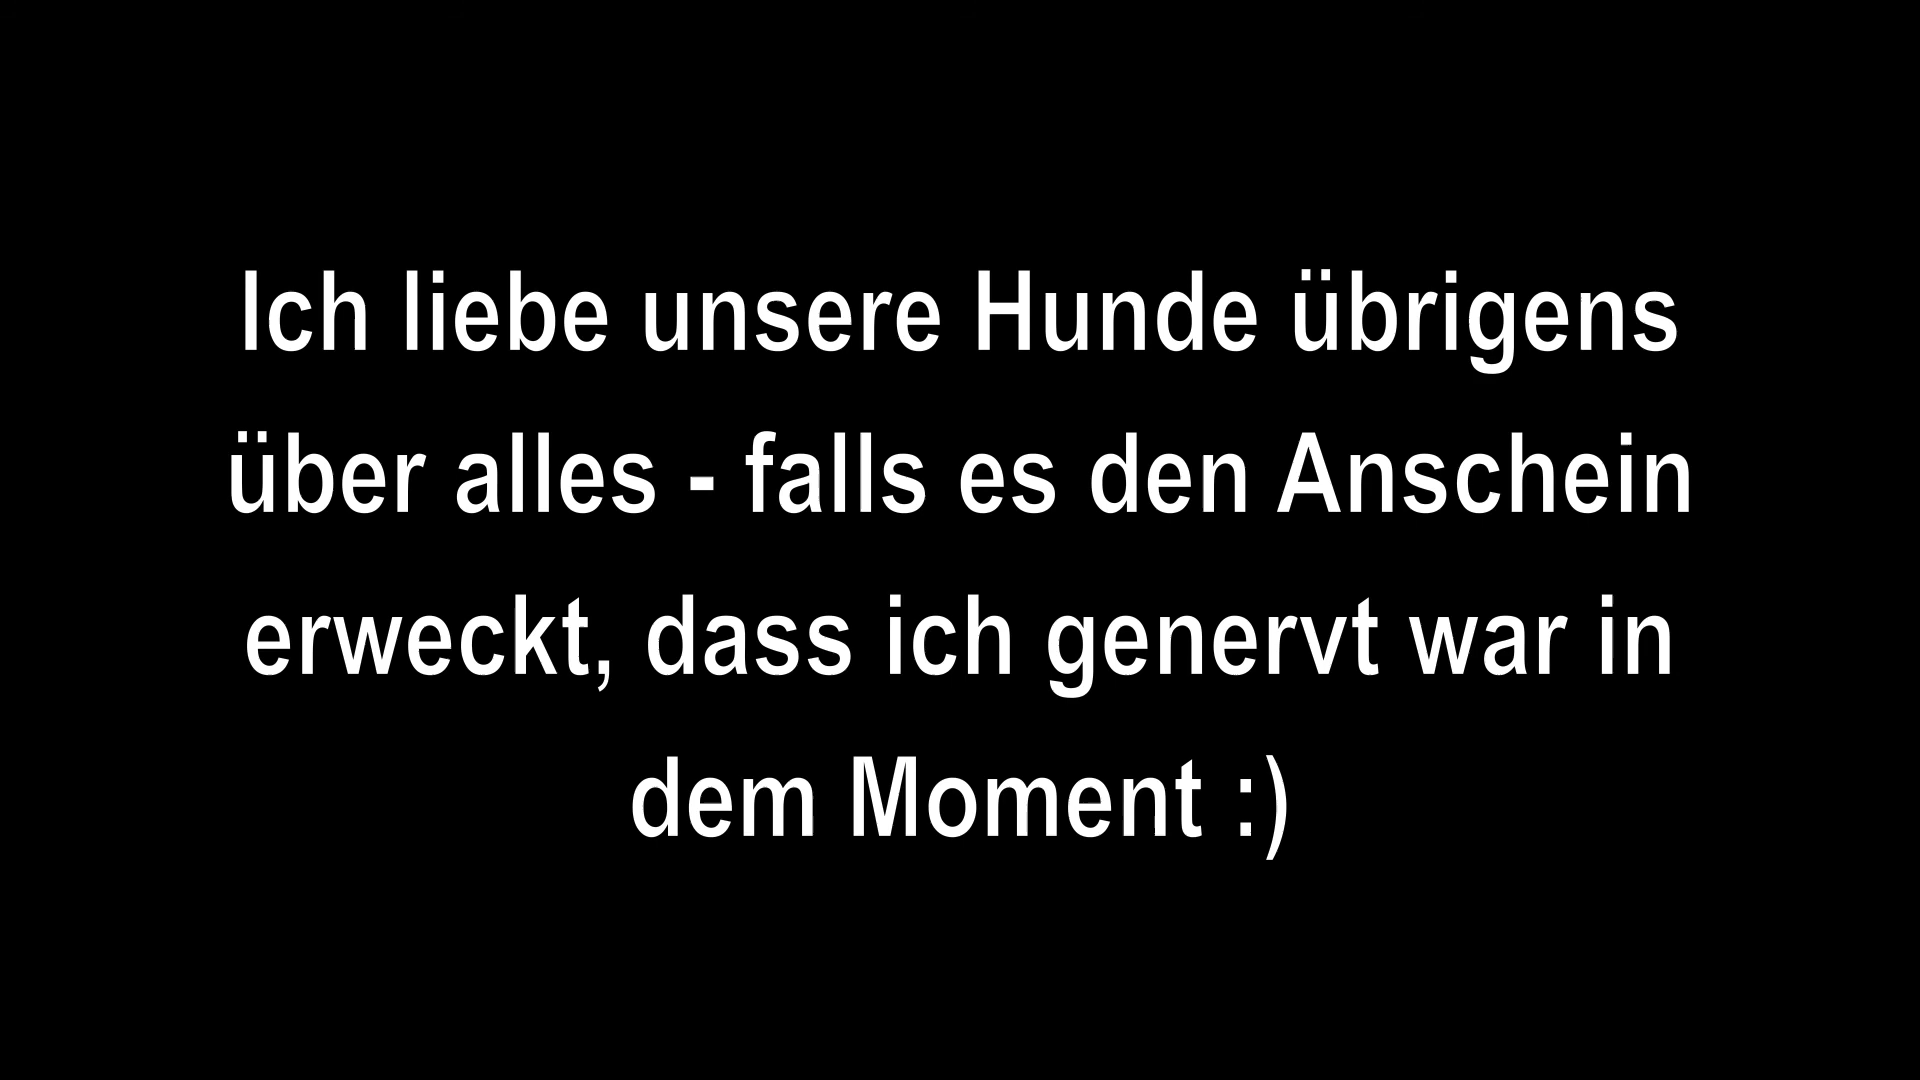 Ich liebe unsere Hunde übrigens
über alles - falls es den Anschein
erweckt, dass ich genervt war in
dem Moment :)